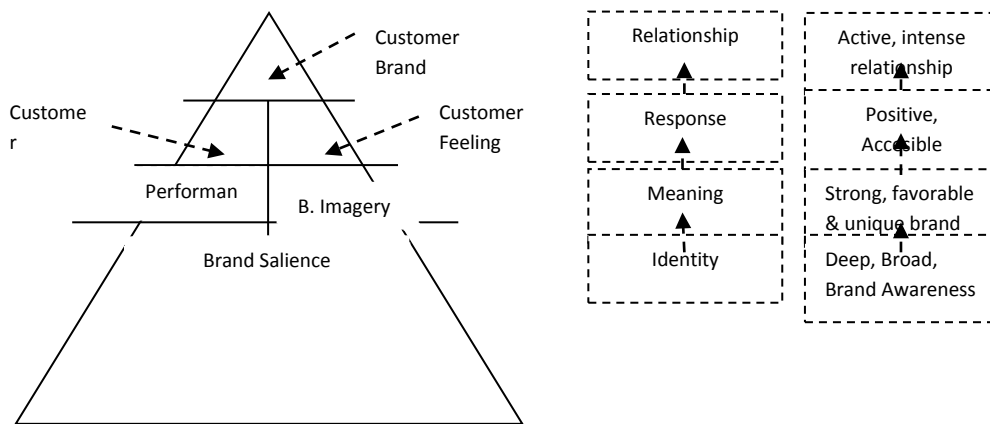 Customer
Brand
Custome
r
Customer
Feeling
Performan
B. Imagery
Brand Salience
Relationship
Response
Meaning
Identity
Active, intense
relationship
Positive,
Accesible
Strong, favorable
& unique brand
Deep, Broad,
Brand Awareness